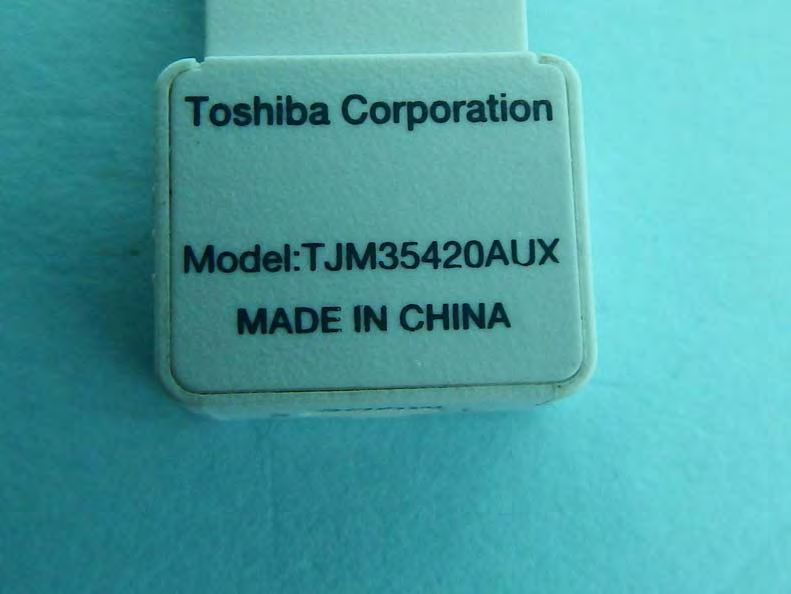 Toshiba Corporation
Model:TJM35420AUX
MADE IN CHINA